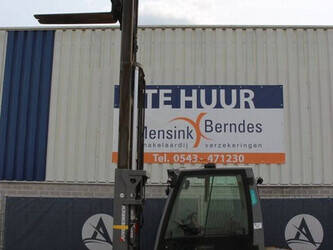 TE HUUR
Mensink Berndes
makelaardij verzekeringen
Tel. 0543 - 471230
A
A
A